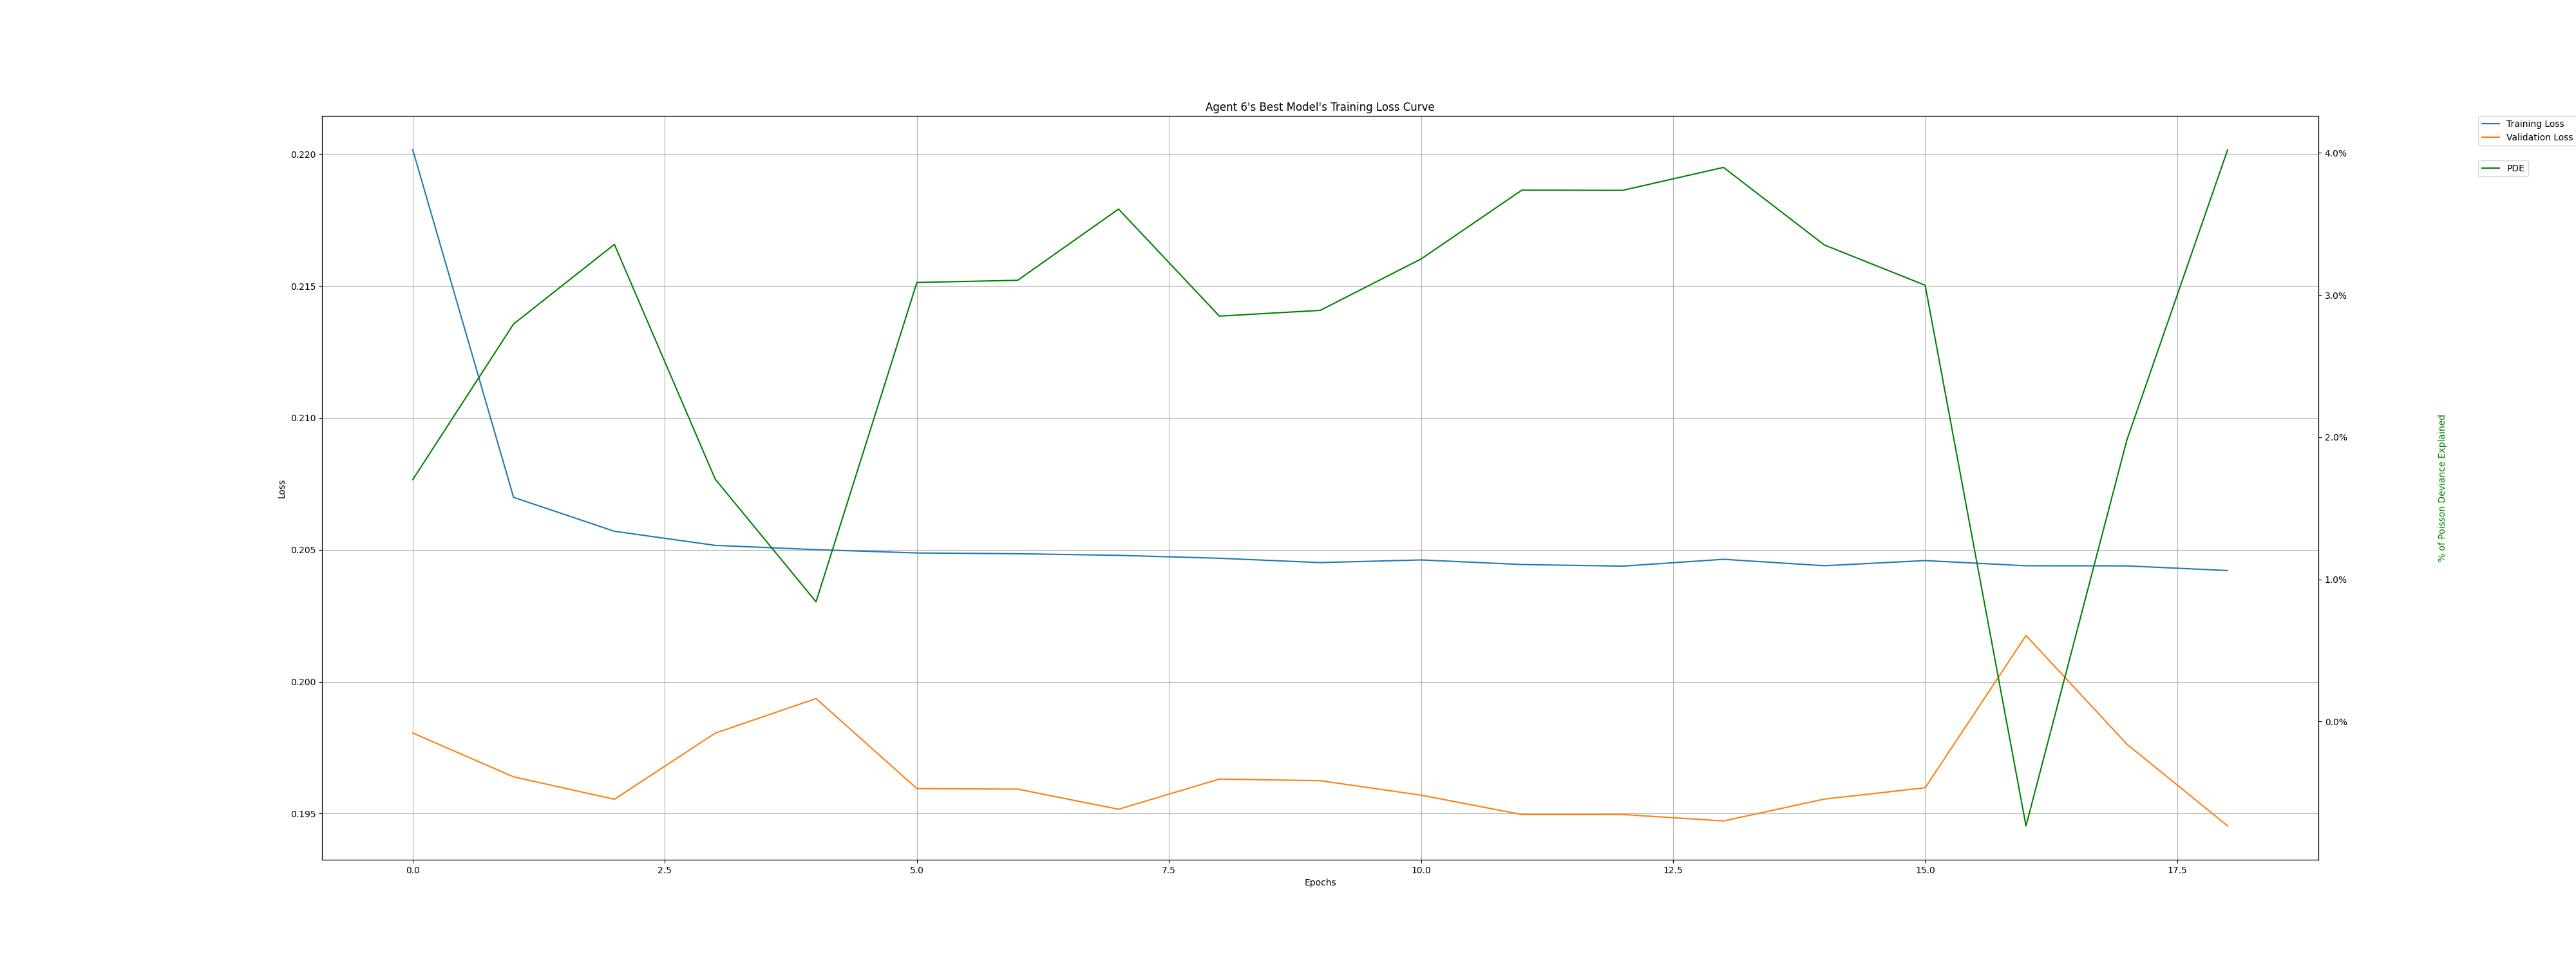 Agent 6's Best Model's Training Loss Curve
Training Loss
Validation Loss
PDE
0.220
0.215
0.210
0.205
0.200
0.195
Loss
4.0%
3.0%
2.0%
1.0%
0.0%
% of Poisson Deviance Explained
0.0 2.5 5.0 7.5 10.0 12.5 15.0 17.5
Epochs